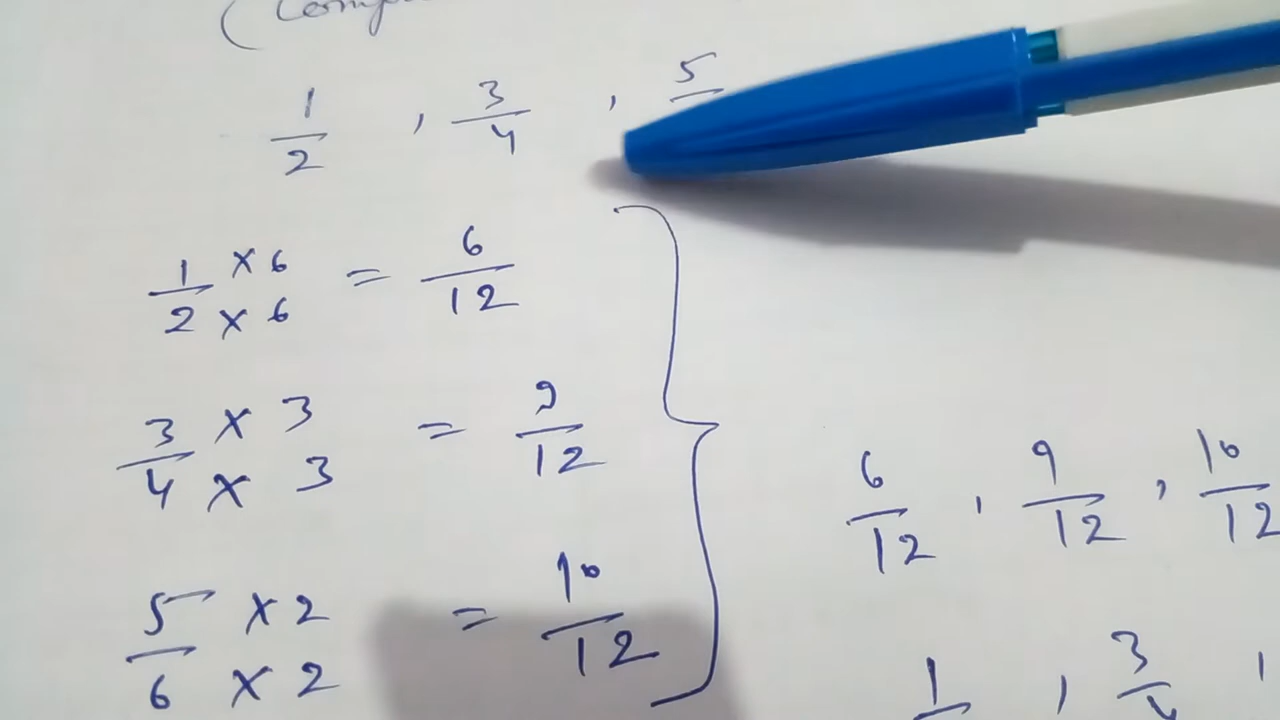 1/2 , 3/4 , 5
1/2 × 6/× 6 = 6/12
3/4 × 3/× 3 = 9/12
5/6 × 2/× 2 = 10/12
6/12 , 9/12 , 10/12
1 , 3/4 ,